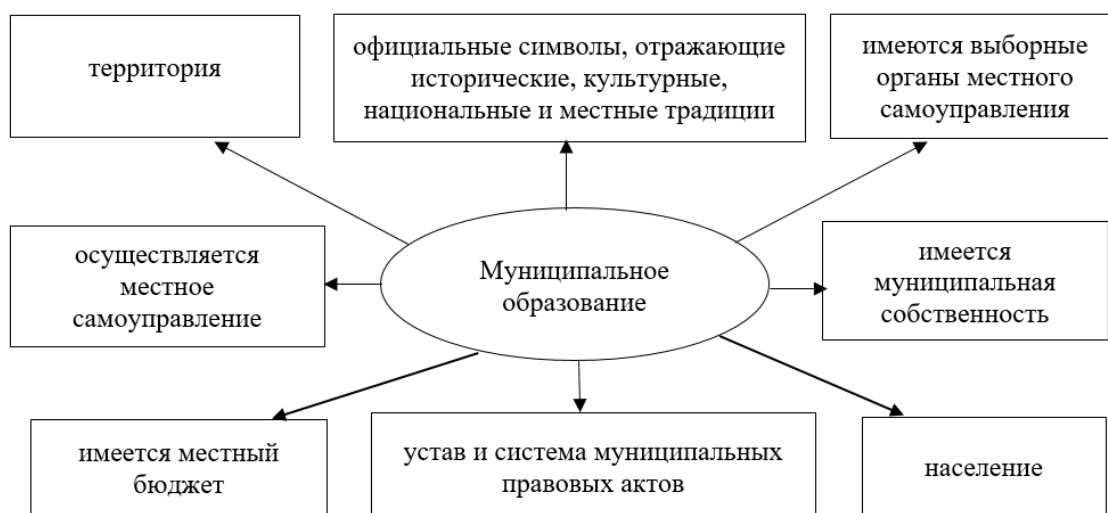 территория
официальные символы, отражающие
исторические, культурные,
национальные и местные традиции
имеются выборные
органы местного
самоуправления
осуществляется
местное
самоуправление
Муниципальное
образование
имеется
муниципальная
собственность
имеется местный
бюджет
устав и система муниципальных
правовых актов
население